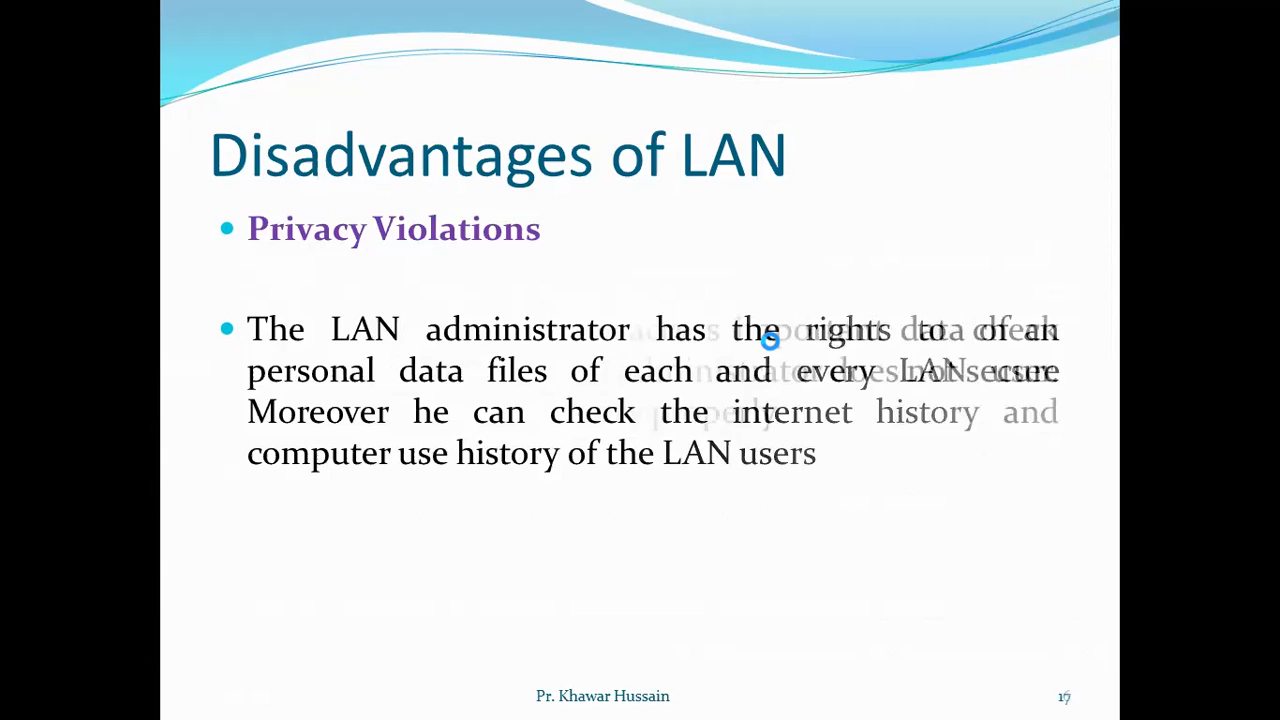 Disadvantages of LAN
Privacy Violations
The LAN administrator has the rights to check
personal data files of each and every LAN user.
Moreover he can check the internet history and
computer use history of the LAN users
Pr. Khawar Hussain